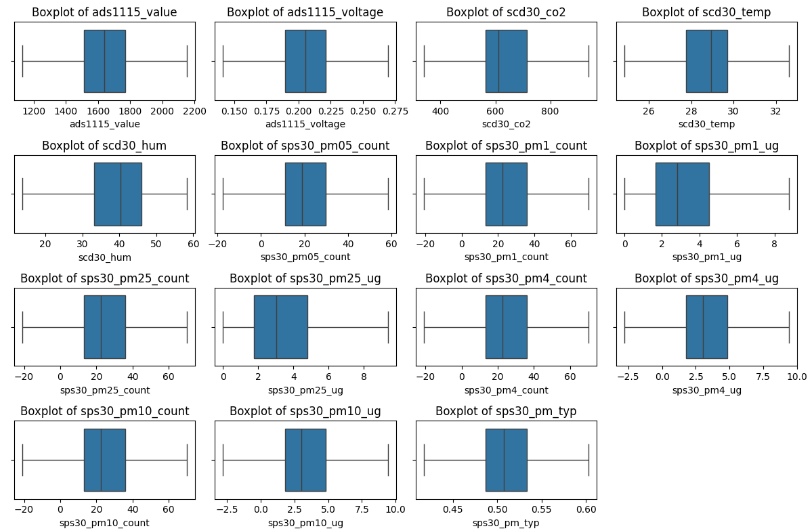 Boxplot of ads1115_value
Boxplot of ads1115_voltage
Boxplot of scd30_co2
Boxplot of scd30_temp
1200 1400 1600 1800 2000 2200
0.150 0.175 0.200 0.225 0.250 0.275
400 600 800
26 28 30 32
ads1115_value
ads1115_voltage
scd30_co2
scd30_temp
Boxplot of scd30_hum
Boxplot of sps30_pm05_count
Boxplot of sps30_pm1_count
Boxplot of sps30_pm1_ug
20 30 40 50 60
−20 0 20 40 60
−20 0 20 40 60
0 2 4 6 8
scd30_hum
sps30_pm05_count
sps30_pm1_count
sps30_pm1_ug
Boxplot of sps30_pm25_count
Boxplot of sps30_pm25_ug
Boxplot of sps30_pm4_count
Boxplot of sps30_pm4_ug
−20 0 20 40 60
0 2 4 6 8
−20 0 20 40 60
−2.5 0.0 2.5 5.0 7.5 10.0
sps30_pm25_count
sps30_pm25_ug
sps30_pm4_count
sps30_pm4_ug
Boxplot of sps30_pm10_count
Boxplot of sps30_pm10_ug
Boxplot of sps30_pm_typ
−20 0 20 40 60
−2.5 0.0 2.5 5.0 7.5 10.0
0.45 0.50 0.55 0.60
sps30_pm10_count
sps30_pm10_ug
sps30_pm_typ